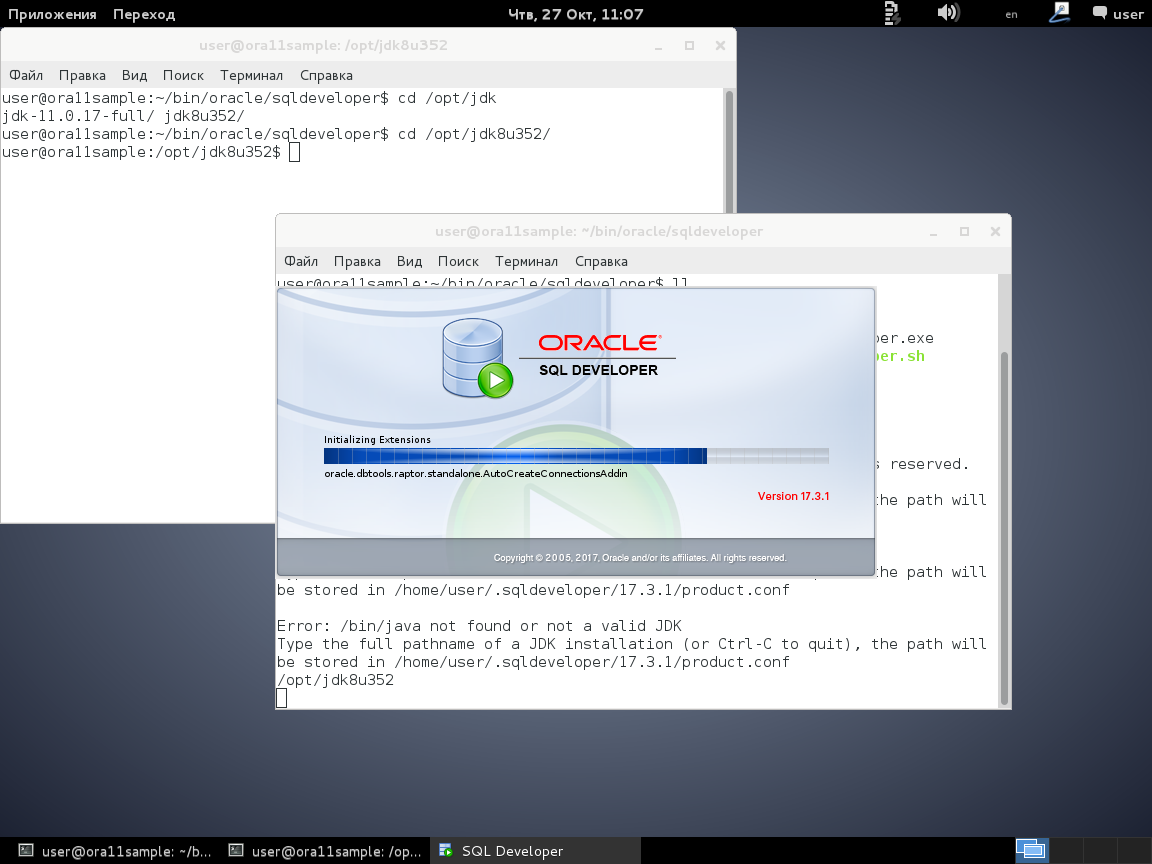 Приложения Переход Чтв, 27 Окт, 11:07 en user
user@ora11sample: /opt/jdk8u352
Файл Правка Вид Поиск Терминал Справка
user@ora11sample:~/bin/oracle/sqldeveloper$ cd /opt/jdk
jdk-11.0.17-full/ jdk8u352/
user@ora11sample:~/bin/oracle/sqldeveloper$ cd /opt/jdk8u352/
user@ora11sample:/opt/jdk8u352$
user@ora11sample: ~/bin/oracle/sqldeveloper
Файл Правка Вид Поиск Терминал Справка
user@ora11sample:~/bin/oracle/sqldeveloper$ ll
per.exe
per.sh
s reserved.
the path will
the path will
be stored in /home/user/.sqldeveloper/17.3.1/product.conf
Error: /bin/java not found or not a valid JDK
Type the full pathname of a JDK installation (or Ctrl-C to quit), the path will
be stored in /home/user/.sqldeveloper/17.3.1/product.conf
/opt/jdk8u352
ORACLE
SQL DEVELOPER
Initializing Extensions
oracle.dbtools.raptor.standalone.AutoCreateConnectionsAddin
Version 17.3.1
Copyright © 2005, 2017, Oracle and/or its affiliates. All rights reserved.
user@ora11sample: ~/b... user@ora11sample: /op... SQL Developer